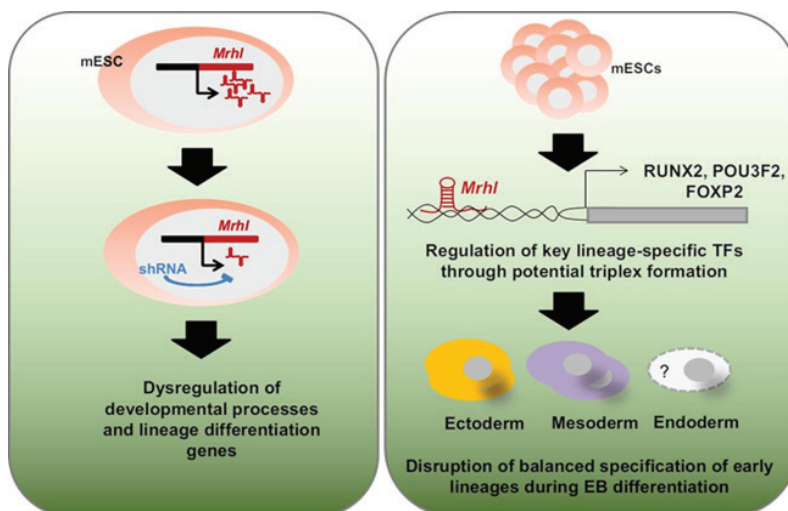 Mrhl
mESC
Mrhl
shRNA
Dysregulation of
developmental processes
and lineage differentiation
genes
mESCs
RUNX2, POU3F2,
FOXP2
Mrhl
Regulation of key lineage-specific TFs
through potential triplex formation
?
Ectoderm Mesoderm Endoderm
Disruption of balanced specification of early
lineages during EB differentiation